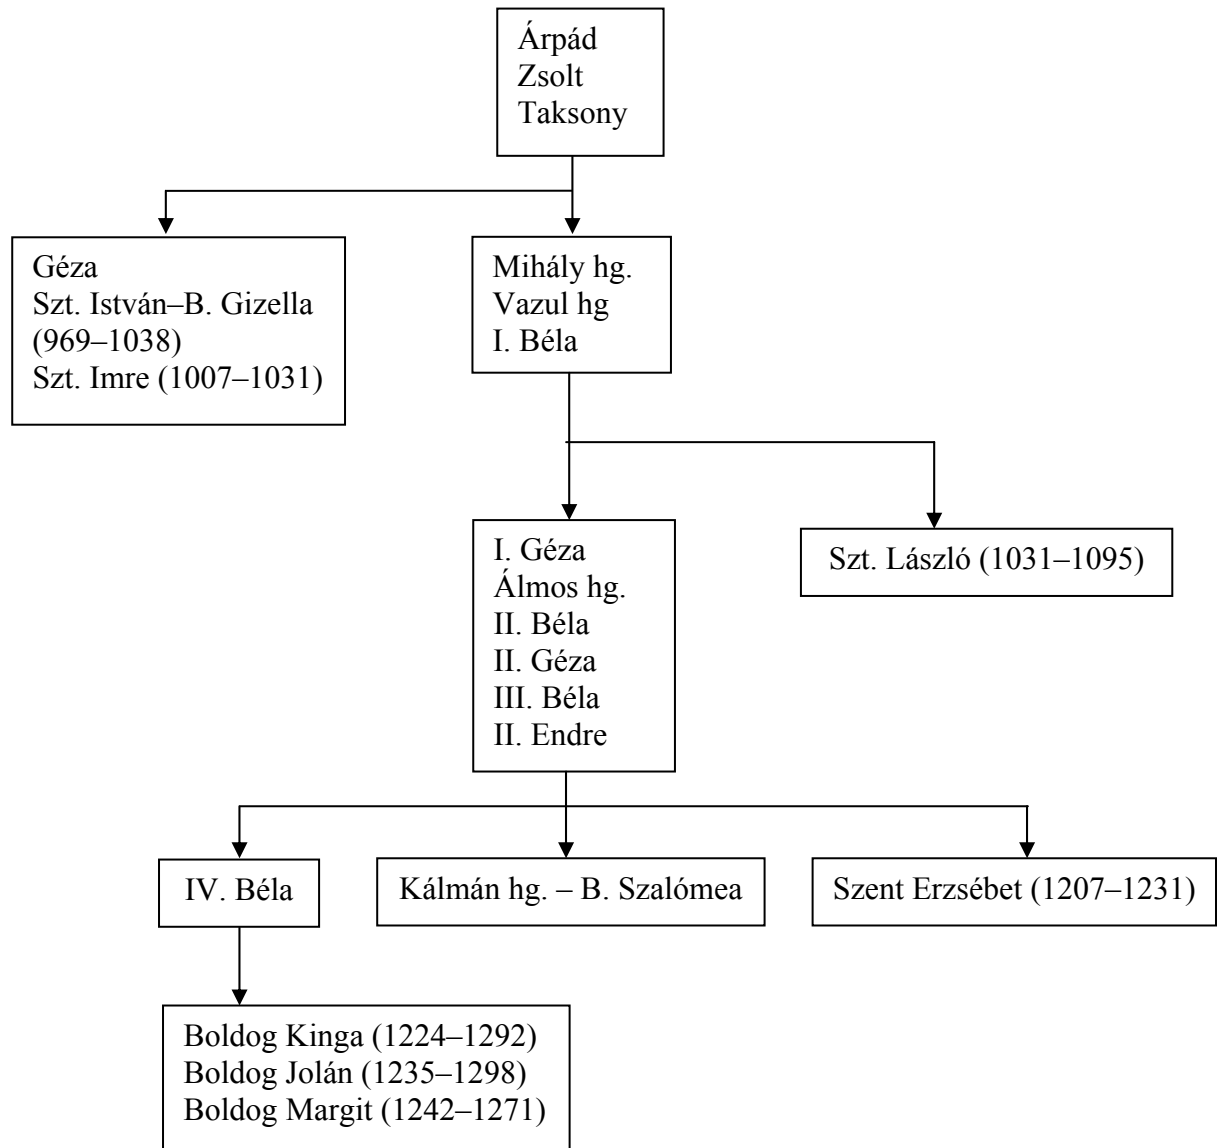 Árpád
Zsolt
Taksony
Géza
Szt. István–B. Gizella
(969–1038)
Szt. Imre (1007–1031)
Mihály hg.
Vazul hg
I. Béla
I. Géza
Álmos hg.
II. Béla
II. Géza
III. Béla
II. Endre
Szt. László (1031–1095)
IV. Béla
Kálmán hg. – B. Szalómea
Szent Erzsébet (1207–1231)
Boldog Kinga (1224–1292)
Boldog Jolán (1235–1298)
Boldog Margit (1242–1271)